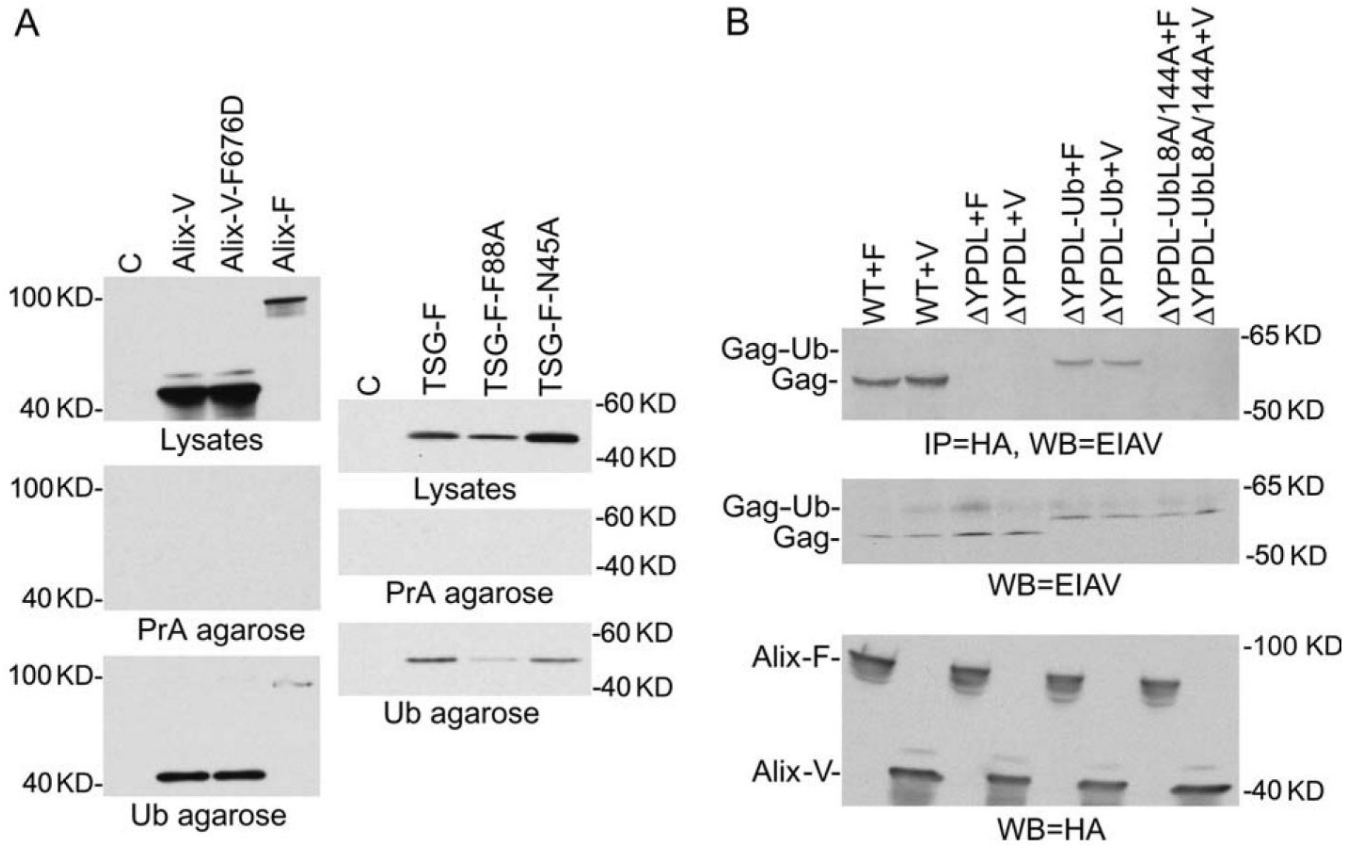 A
C
Alix-V
Alix-V-F676D
Alix-F
100 KD-
40 KD-
Lysates
100 KD-
40 KD-
PrA agarose
100 KD-
40 KD-
Ub agarose
C
TSG-F
TSG-F-F88A
TSG-F-N45A
-60 KD
-40 KD
Lysates
-60 KD
-40 KD
PrA agarose
-60 KD
-40 KD
Ub agarose
B
WT+F
WT+V
ΔYPDL+F
ΔYPDL+V
ΔYPDL-Ub+F
ΔYPDL-Ub+V
ΔYPDL-UbL8A/144A+F
ΔYPDL-UbL8A/144A+V
Gag-Ub-
Gag-
-65 KD
-50 KD
IP=HA, WB=EIAV
Gag-Ub-
Gag-
-65 KD
-50 KD
WB=EIAV
Alix-F-
Alix-V-
-100 KD
-40 KD
WB=HA